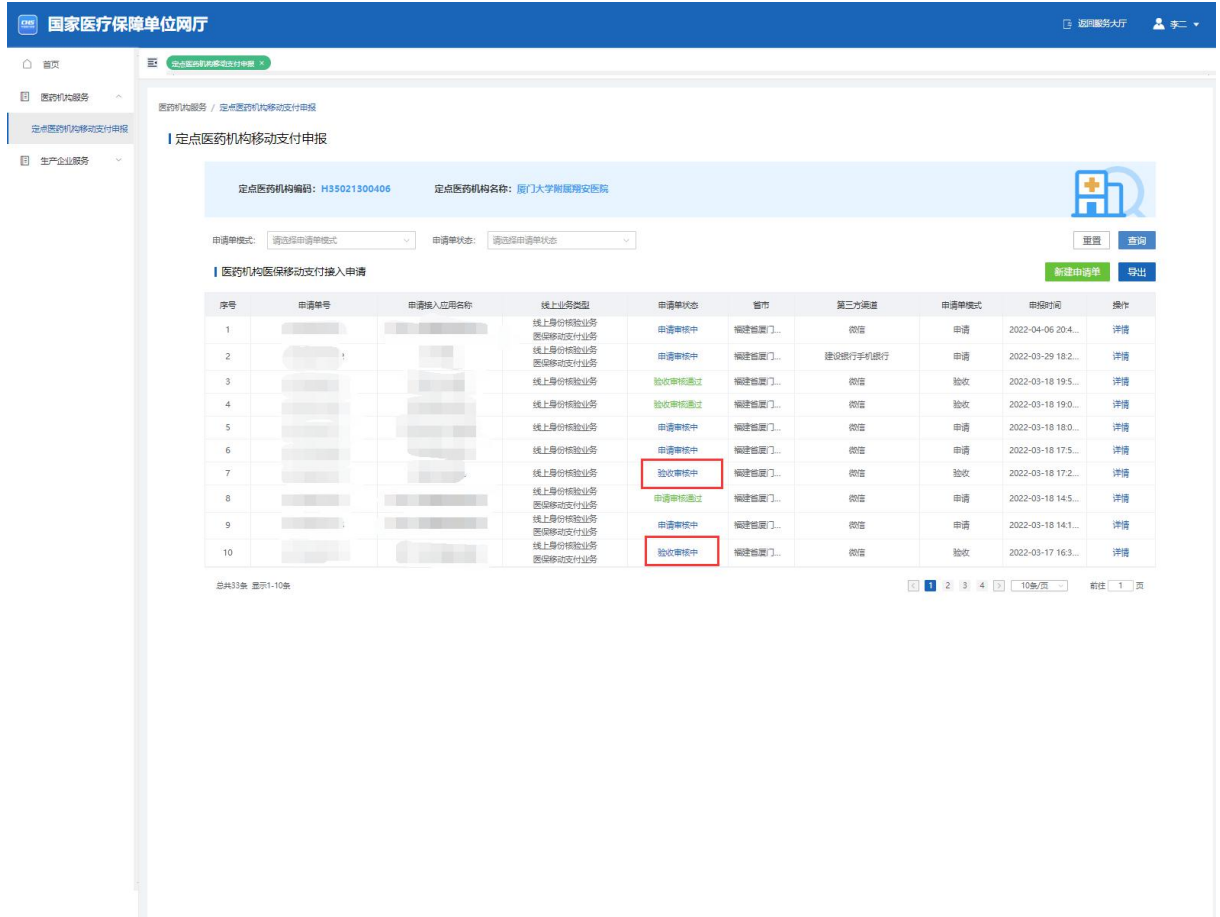 国家医疗保障单位网厅
返回服务大厅 李二
首页
定点医药机构移动支付申报 ×
医药机构服务
定点医药机构移动支付申报
生产企业服务
医药机构服务 / 定点医药机构移动支付申报
定点医药机构移动支付申报
定点医药机构编码：H35021300406 定点医药机构名称：厦门大学附属翔安医院
申请单模式: 请选择申请单模式 申请单状态: 请选择申请单状态 重置 查询
医药机构医保移动支付接入申请 新建申请单 导出
序号 申请单号 申请接入应用名称 线上业务类型 申请单状态 省市 第三方渠道 申请单模式 申报时间 操作
1 线上身份核验业务 医保移动支付业务 申请审核中 福建省厦门... 微信 申请 2022-04-06 20:4... 详情
2 线上身份核验业务 医保移动支付业务 申请审核中 福建省厦门... 建设银行手机银行 申请 2022-03-29 18:2... 详情
3 线上身份核验业务 验收审核通过 福建省厦门... 微信 验收 2022-03-18 19:5... 详情
4 线上身份核验业务 验收审核通过 福建省厦门... 微信 验收 2022-03-18 19:0... 详情
5 线上身份核验业务 申请审核中 福建省厦门... 微信 申请 2022-03-18 18:0... 详情
6 线上身份核验业务 申请审核中 福建省厦门... 微信 申请 2022-03-18 17:5... 详情
7 线上身份核验业务 验收审核中 福建省厦门... 微信 验收 2022-03-18 17:2... 详情
8 线上身份核验业务 医保移动支付业务 申请审核通过 福建省厦门... 微信 申请 2022-03-18 14:5... 详情
9 线上身份核验业务 医保移动支付业务 申请审核中 福建省厦门... 微信 申请 2022-03-18 14:1... 详情
10 线上身份核验业务 医保移动支付业务 验收审核中 福建省厦门... 微信 验收 2022-03-17 16:3... 详情
总共33条 显示1-10条 1 2 3 4 10条/页 前往 1 页